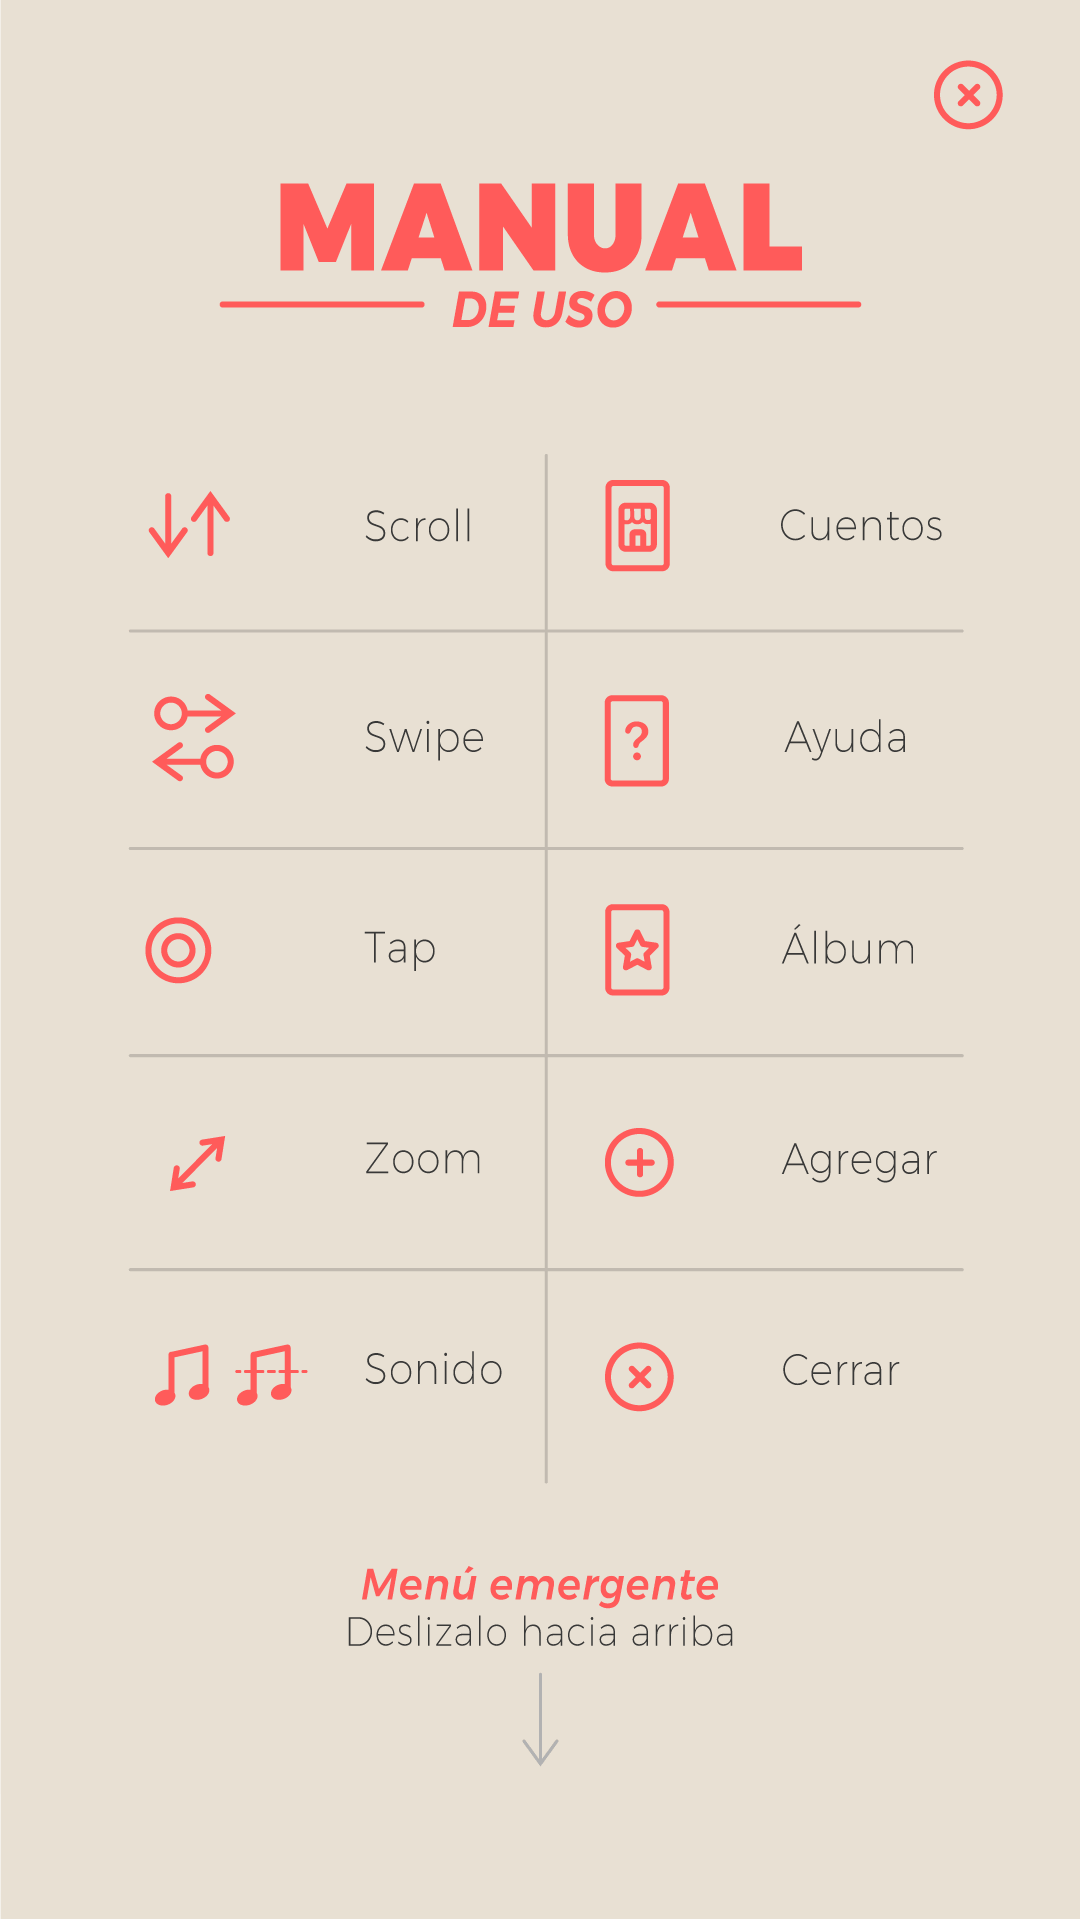 MANUAL
DE USO
Scroll
Cuentos
Swipe
Ayuda
Tap
Álbum
Zoom
Agregar
Sonido
Cerrar
Menú emergente
Deslizalo hacia arriba